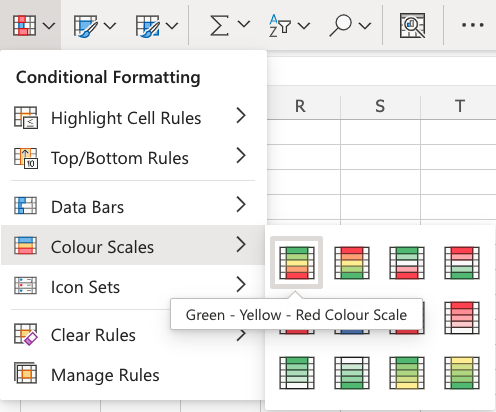 Conditional Formatting
R S T
Highlight Cell Rules
Top/Bottom Rules
10
Data Bars
Colour Scales
Icon Sets
Green - Yellow - Red Colour Scale
Clear Rules
Manage Rules